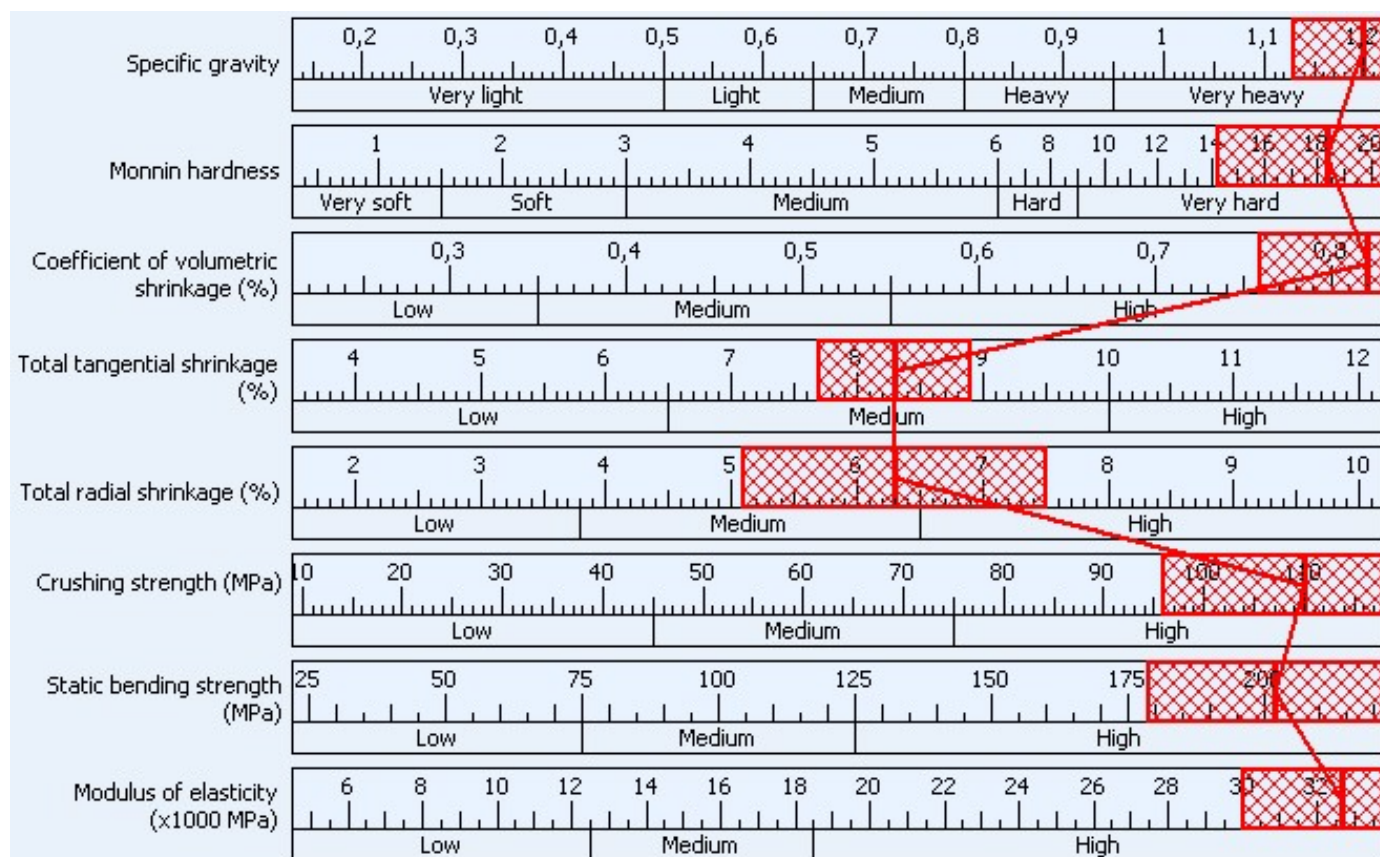 0,2 0,3 0,4 0,5 0,6 0,7 0,8 0,9 1 1,1 1,2
Specific gravity
Very light Light Medium Heavy Very heavy
1 2 3 4 5 6 8 10 12 14 16 18 20
Monnin hardness
Very soft Soft Medium Hard Very hard
0,3 0,4 0,5 0,6 0,7 0,8
Coefficient of volumetric
shrinkage (%)
Low Medium High
4 5 6 7 8 9 10 11 12
Total tangential shrinkage
(%)
Low Medium High
2 3 4 5 6 7 8 9 10
Total radial shrinkage (%)
Low Medium High
10 20 30 40 50 60 70 80 90 100 110
Crushing strength (MPa)
Low Medium High
25 50 75 100 125 150 175 200
Static bending strength
(MPa)
Low Medium High
6 8 10 12 14 16 18 20 22 24 26 28 30 32
Modulus of elasticity
(x1000 MPa)
Low Medium High